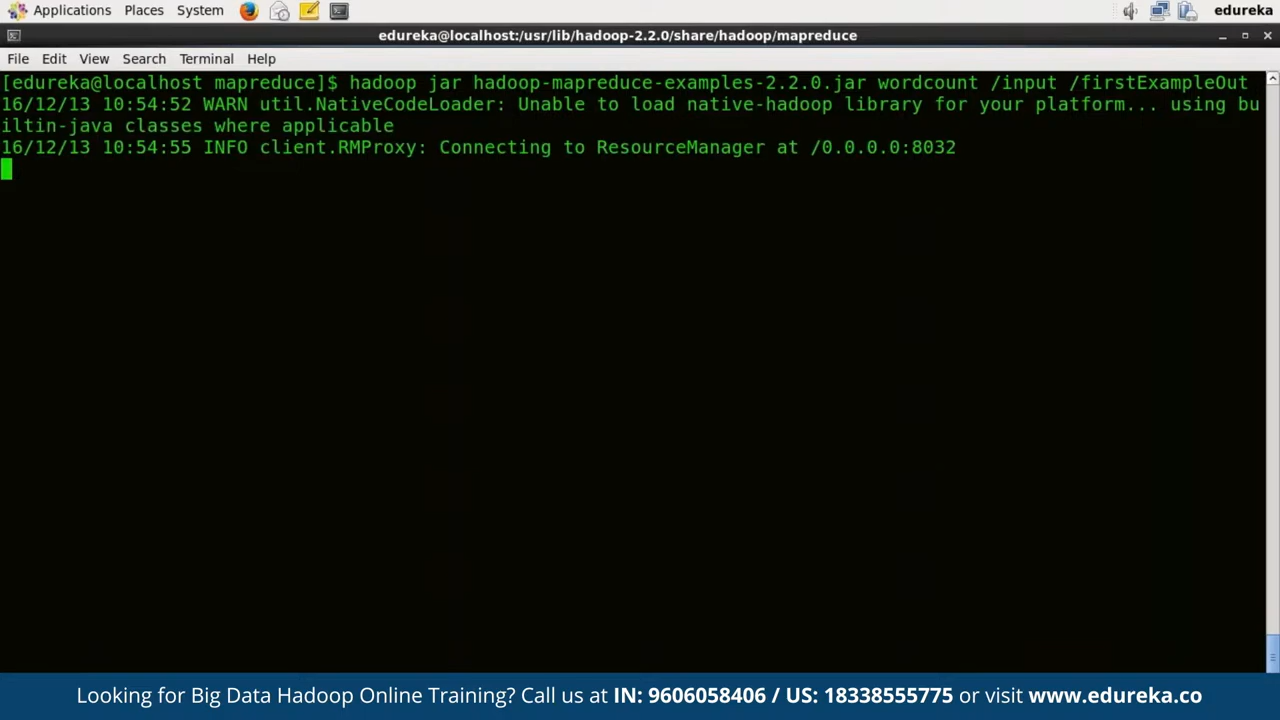 Applications Places System edureka
edureka@localhost:/usr/lib/hadoop-2.2.0/share/hadoop/mapreduce
File Edit View Search Terminal Help
[edureka@localhost mapreduce]$ hadoop jar hadoop-mapreduce-examples-2.2.0.jar wordcount /input /firstExampleOut
16/12/13 10:54:52 WARN util.NativeCodeLoader: Unable to load native-hadoop library for your platform... using bu
iltin-java classes where applicable
16/12/13 10:54:55 INFO client.RMProxy: Connecting to ResourceManager at /0.0.0.0:8032
Looking for Big Data Hadoop Online Training? Call us at IN: 9606058406 / US: 18338555775 or visit www.edureka.co